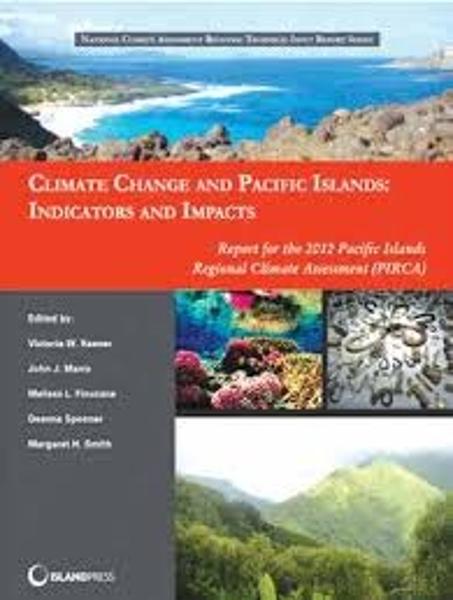 NATIONAL CLIMATE ASSESSMENT REGIONAL TECHNICAL INPUT REPORT SERIES
CLIMATE CHANGE AND PACIFIC ISLANDS:
INDICATORS AND IMPACTS
Report for the 2012 Pacific Islands
Regional Climate Assessment (PIRCA)
Edited by:
Victoria W. Keener
John J. Marra
Melissa L. Finucane
Deanna Spooner
Margaret H. Smith
ISLANDPRESS